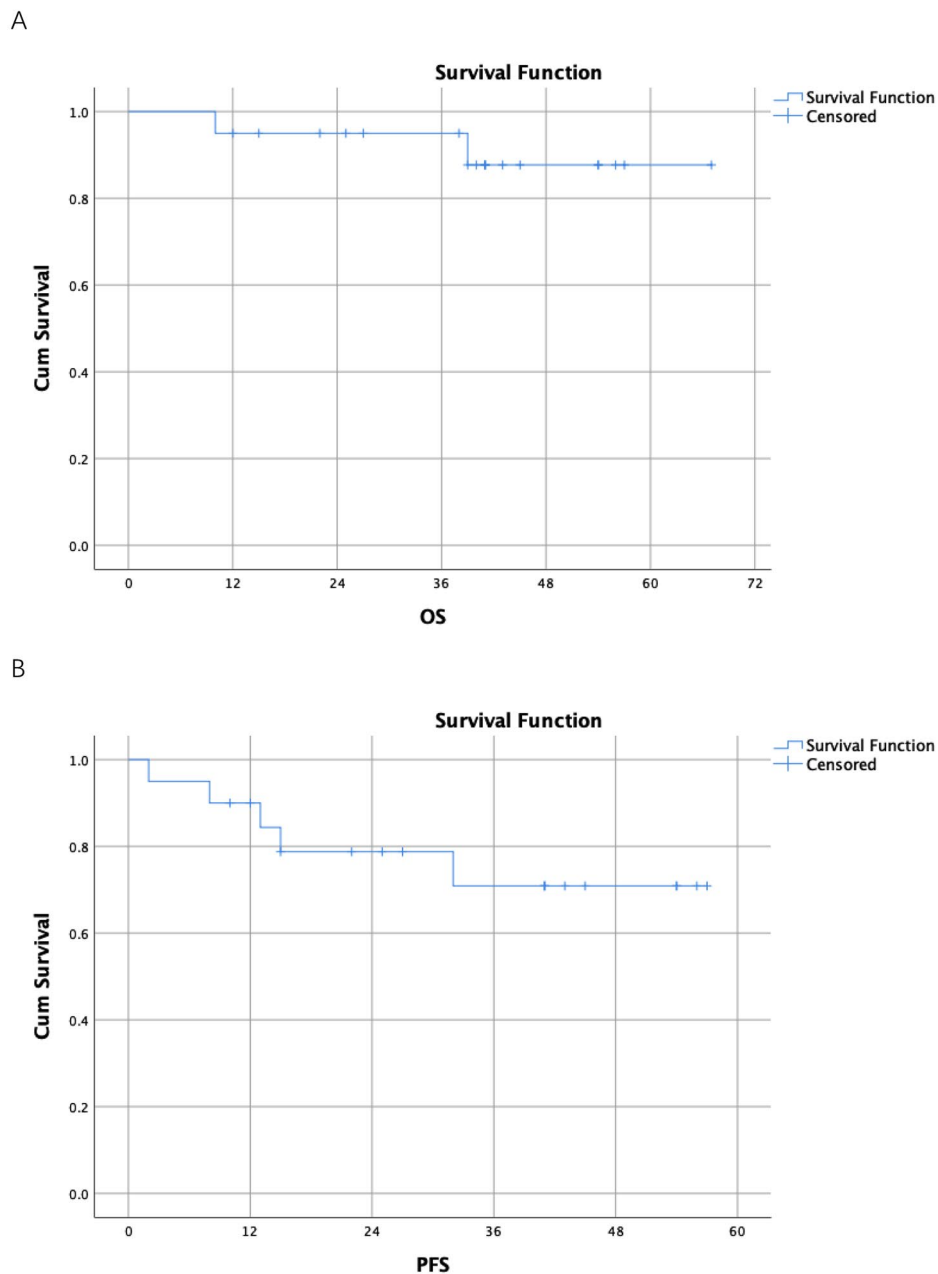 A
Survival Function
Survival Function
Censored
1.0
0.8
0.6
0.4
0.2
0.0
Cum Survival
0 12 24 36 48 60 72
OS
B
Survival Function
Survival Function
Censored
1.0
0.8
0.6
0.4
0.2
0.0
Cum Survival
0 12 24 36 48 60
PFS